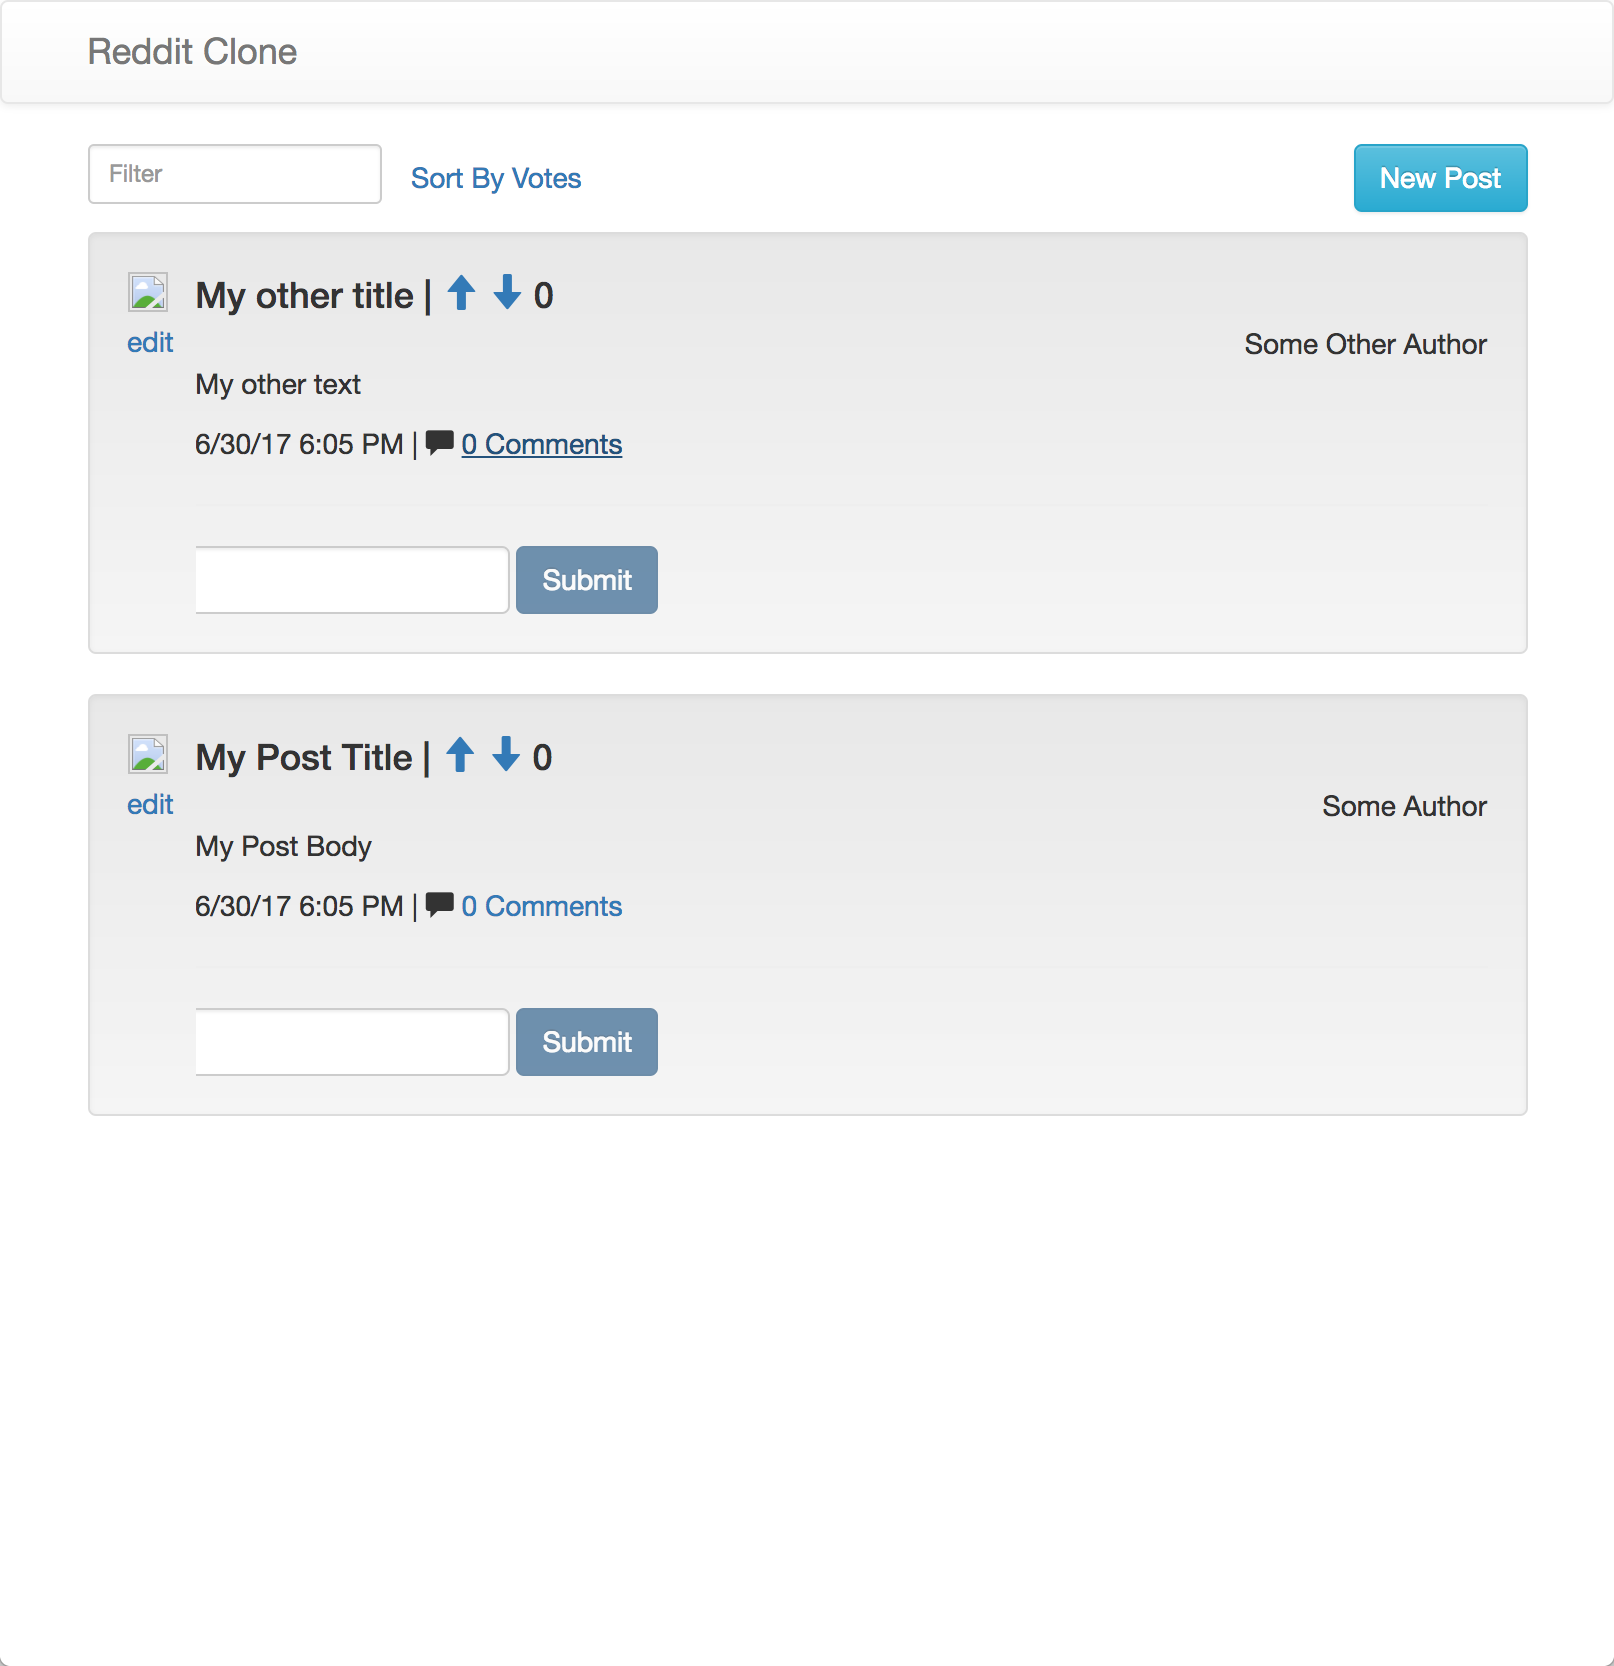 Reddit Clone
Filter
Sort By Votes
New Post
My other title | 0
edit
Some Other Author
My other text
6/30/17 6:05 PM | 0 Comments
Submit
My Post Title | 0
edit
Some Author
My Post Body
6/30/17 6:05 PM | 0 Comments
Submit